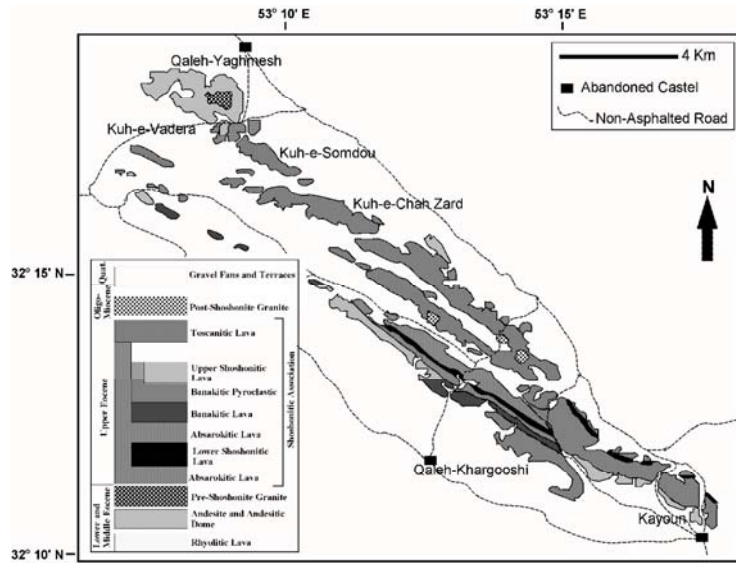 53° 10'
53° 15'
Qaleh-Yaghmesh
4 Km
Abandoned Castel
Non-Asphalted Road
Kuh-e-Vadera
Kuh-e-Somdou
Kuh-e-Chah Zard
N
32° 15' N
Quat.
Gravel Fans and Terraces
Oligo-
Miocene
Post-Shoshonite Granite
Upper Eocene
Toscanitic Lava
Upper Shoshonitic
Lava
Banakitic Pyroclastic
Banakitic Lava
Absarokitic Lava
Lower Shoshonitic
Lava
Absarokitic Lava
Shoshonitic Association
Lower and
Middle Eocene
Pre-Shoshonite Granite
Andesite and Andesitic
Dome
Rhyolitic Lava
Qaleh-Khargooshi
Kayoun
32° 10' N